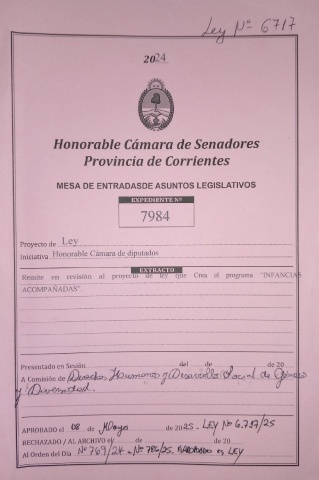 Ley Nº 6717
2024
Honorable Cámara de Senadores
Provincia de Corrientes
MESA DE ENTRADASDE ASUNTOS LEGISLATIVOS
EXPEDIENTE Nº
7984
Proyecto de Ley
Iniciativa Honorable Cámara de diputados
EXTRACTO
Remite en revisión al proyecto de ley que Crea el programa "INFANCIAS
ACOMPAÑADAS".
Presentado en Sesión del de de 20
A Comisión de Derechos Humanos y Desarrollo Social, de Género
y Diversidad.
APROBADO el 08 de Mayo de 2025. LEY Nº 6.717/25
RECHAZADO / AL ARCHIVO el de de 20
Al Orden del Día Nº 769/24 - Nº 786/25. es LEY